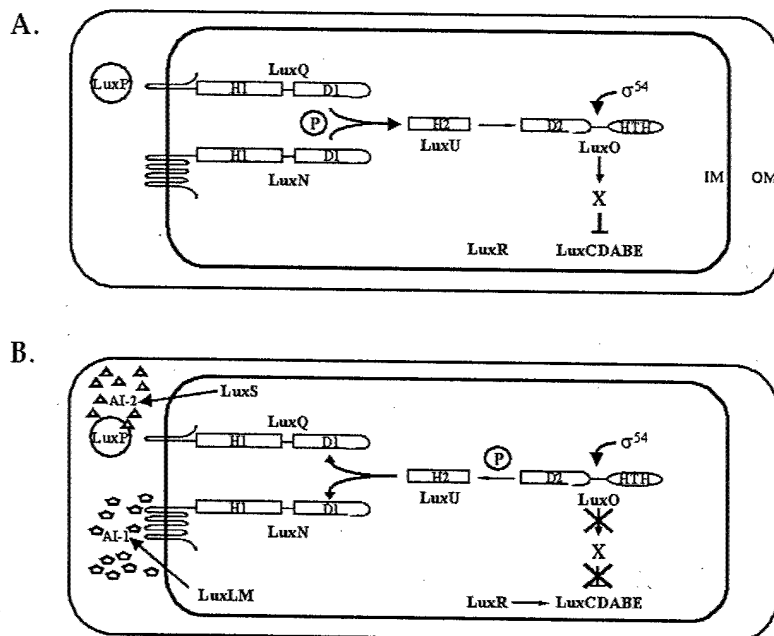 A.
LuxP
LuxQ
H1 D1
σ54
P
H2
D2
HTH
LuxU
LuxO
H1 D1
LuxN
X
IM OM
LuxR LuxCDABE
B.
AI-2
LuxS
LuxP
LuxQ
H1 D1
σ54
P
H2
D2
HTH
LuxU
LuxO
H1 D1
LuxN
AI-1
X
LuxLM
LuxR LuxCDABE